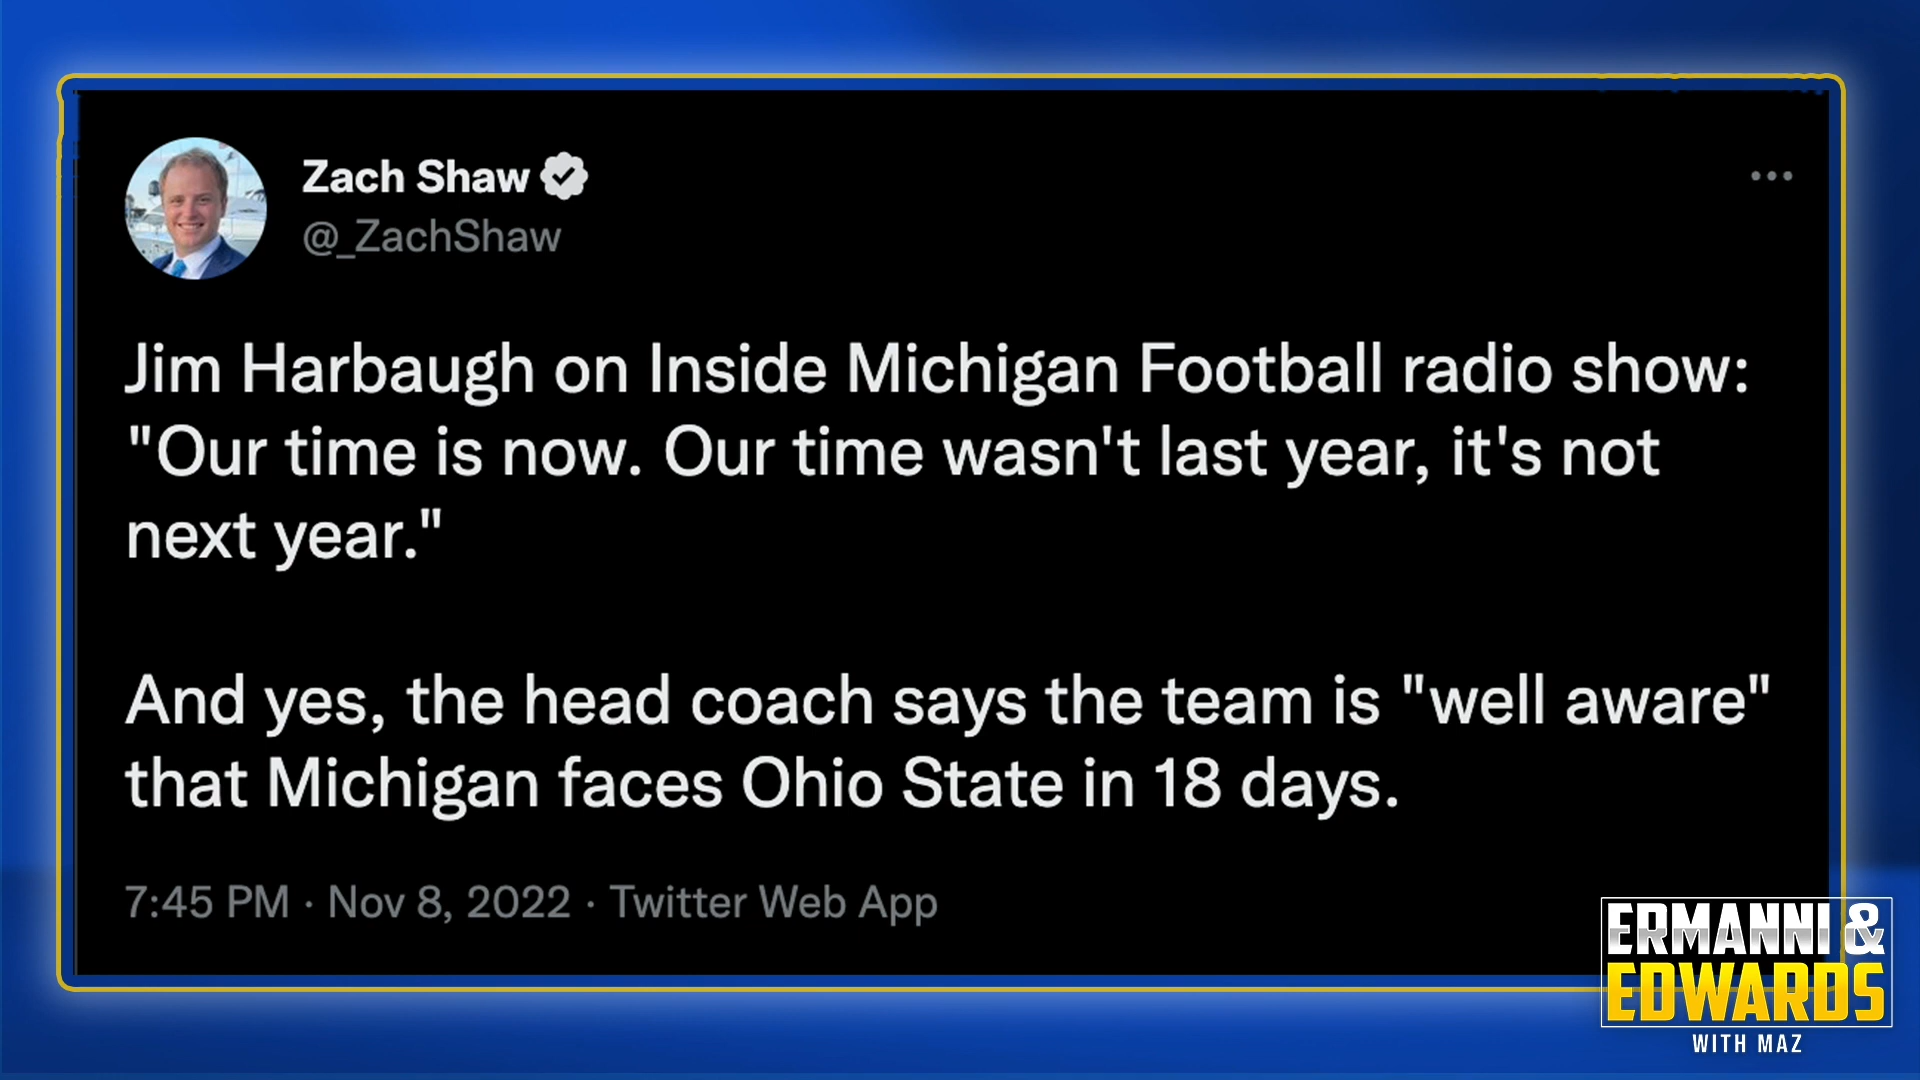 Zach Shaw
@_ZachShaw
Jim Harbaugh on Inside Michigan Football radio show:
"Our time is now. Our time wasn't last year, it's not
next year."
And yes, the head coach says the team is "well aware"
that Michigan faces Ohio State in 18 days.
7:45 PM · Nov 8, 2022 · Twitter Web App
ERMANNI &
EDWARDS
WITH MAZ